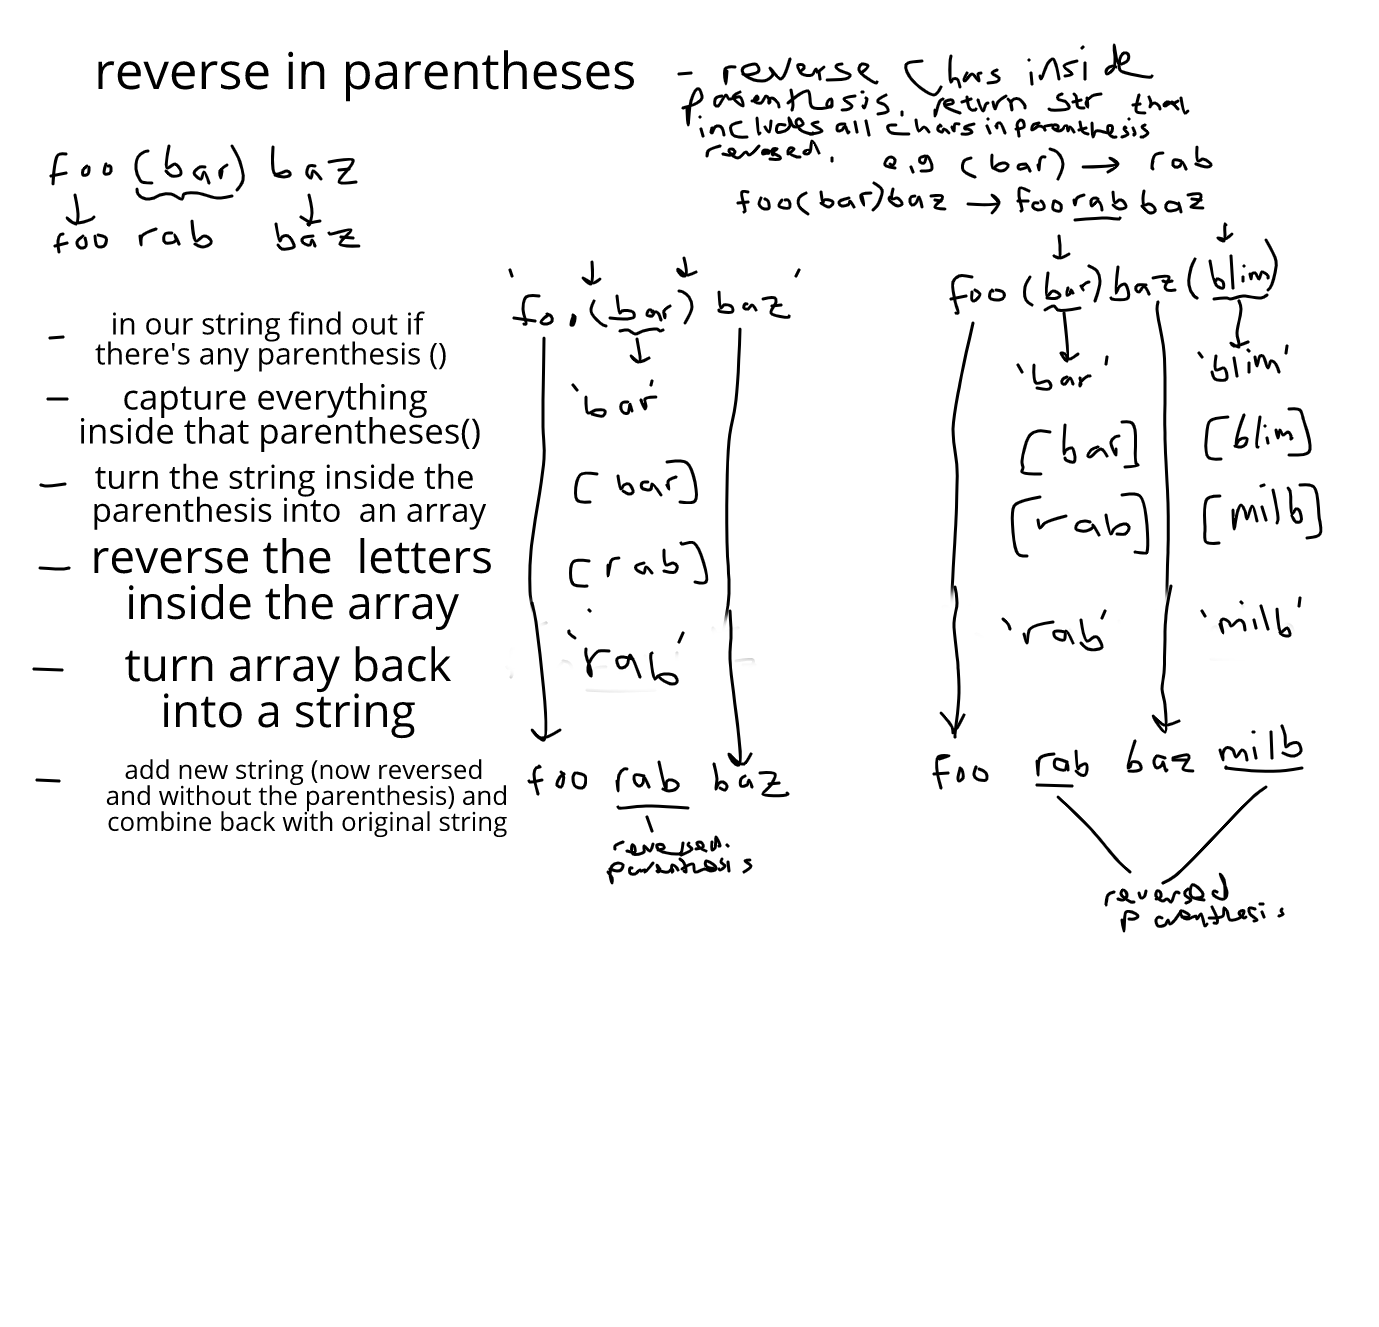 reverse in parentheses
- reverse chars inside
parenthesis. return str that
includes all chars in parenthesis
reversed. e.g (bar) → rab
foo(bar)baz → foo rab baz
foo (bar) baz
foo rab baz
- in our string find out if
there's any parenthesis ()
- capture everything
inside that parentheses()
- turn the string inside the
parenthesis into an array
- reverse the letters
inside the array
- turn array back
into a string
- add new string (now reversed
and without the parenthesis) and
combine back with original string
'foo(bar) baz'
'bar'
[bar]
[rab]
'rab'
foo rab baz
reversed.
parenthesis
foo (bar) baz (blim)
'bar' 'blim'
[bar] [blim]
[rab] [milb]
'rab' 'milb'
foo rab baz milb
reversed
parenthesis